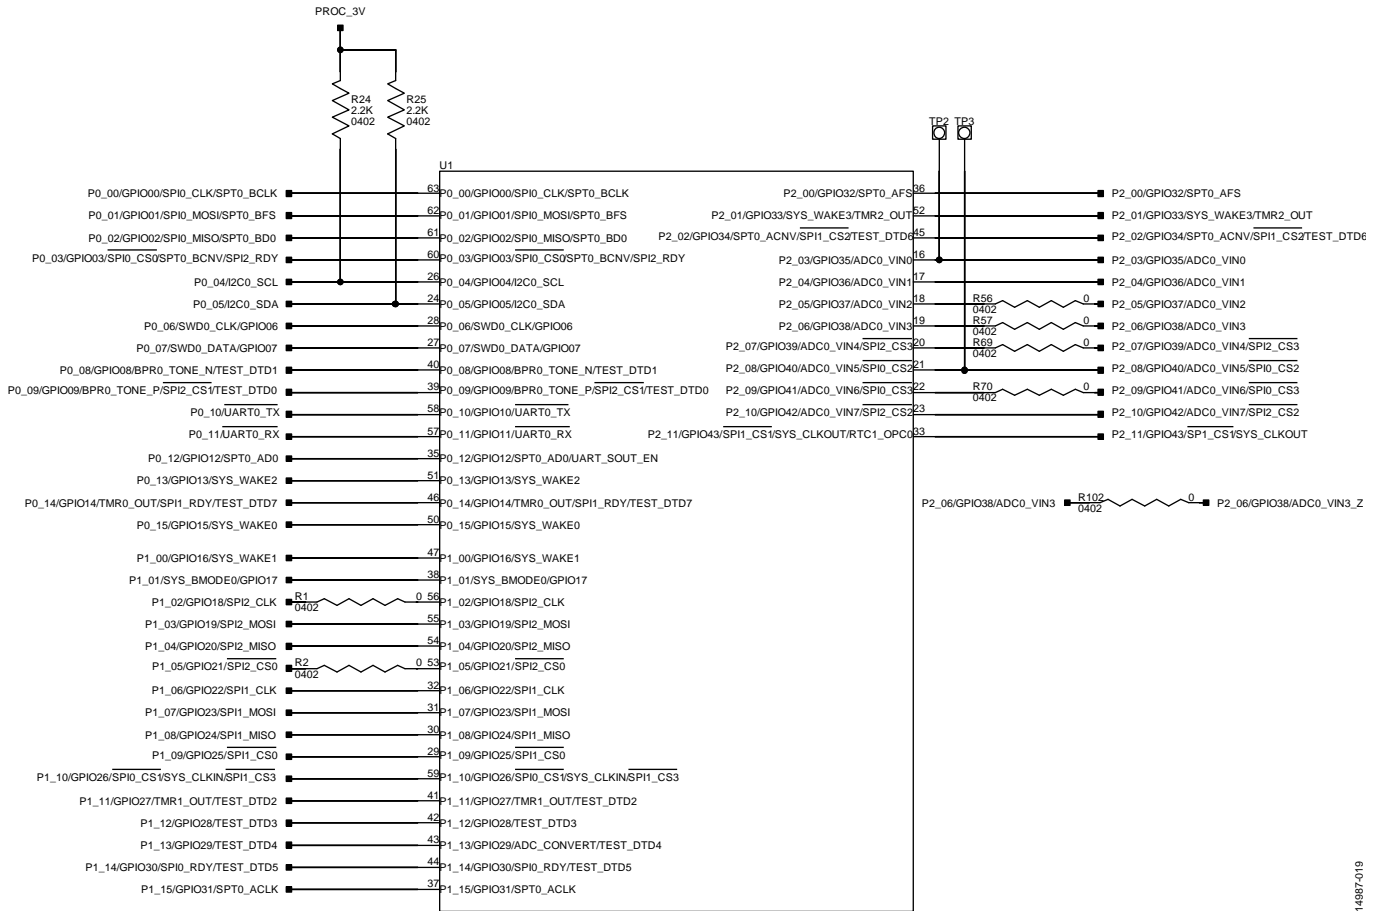 PROC_3V
R24
2.2K
0402
R25
2.2K
0402
TP2 TP3
U1
P0_00/GPIO00/SPI0_CLK/SPT0_BCLK 63 P0_00/GPIO00/SPI0_CLK/SPT0_BCLK P2_00/GPIO32/SPT0_AFS 36 P2_00/GPIO32/SPT0_AFS
P0_01/GPIO01/SPI0_MOSI/SPT0_BFS 62 P0_01/GPIO01/SPI0_MOSI/SPT0_BFS P2_01/GPIO33/SYS_WAKE3/TMR2_OUT 52 P2_01/GPIO33/SYS_WAKE3/TMR2_OUT
P0_02/GPIO02/SPI0_MISO/SPT0_BD0 61 P0_02/GPIO02/SPI0_MISO/SPT0_BD0 P2_02/GPIO34/SPT0_ACNV/SPI1_CS2/TEST_DTD6 45 P2_02/GPIO34/SPT0_ACNV/SPI1_CS2/TEST_DTD6
P0_03/GPIO03/SPI0_CS0/SPT0_BCNV/SPI2_RDY 60 P0_03/GPIO03/SPI0_CS0/SPT0_BCNV/SPI2_RDY P2_03/GPIO35/ADC0_VIN0 16 P2_03/GPIO35/ADC0_VIN0
P0_04/I2C0_SCL 26 P0_04/GPIO04/I2C0_SCL P2_04/GPIO36/ADC0_VIN1 17 P2_04/GPIO36/ADC0_VIN1
P0_05/I2C0_SDA 24 P0_05/GPIO05/I2C0_SDA P2_05/GPIO37/ADC0_VIN2 18 R56 0402 0 P2_05/GPIO37/ADC0_VIN2
P0_06/SWD0_CLK/GPIO06 28 P0_06/SWD0_CLK/GPIO06 P2_06/GPIO38/ADC0_VIN3 19 R57 0402 0 P2_06/GPIO38/ADC0_VIN3
P0_07/SWD0_DATA/GPIO07 27 P0_07/SWD0_DATA/GPIO07 P2_07/GPIO39/ADC0_VIN4/SPI2_CS3 20 R69 0402 0 P2_07/GPIO39/ADC0_VIN4/SPI2_CS3
P0_08/GPIO08/BPR0_TONE_N/TEST_DTD1 40 P0_08/GPIO08/BPR0_TONE_N/TEST_DTD1 P2_08/GPIO40/ADC0_VIN5/SPI0_CS2 21 P2_08/GPIO40/ADC0_VIN5/SPI0_CS2
P0_09/GPIO09/BPR0_TONE_P/SPI2_CS1/TEST_DTD0 39 P0_09/GPIO09/BPR0_TONE_P/SPI2_CS1/TEST_DTD0 P2_09/GPIO41/ADC0_VIN6/SPI0_CS3 22 R70 0 P2_09/GPIO41/ADC0_VIN6/SPI0_CS3
P0_10/UART0_TX 58 P0_10/GPIO10/UART0_TX P2_10/GPIO42/ADC0_VIN7/SPI2_CS2 23 0402 P2_10/GPIO42/ADC0_VIN7/SPI2_CS2
P0_11/UART0_RX 57 P0_11/GPIO11/UART0_RX P2_11/GPIO43/SPI1_CS1/SYS_CLKOUT/RTC1_OPC0 33 P2_11/GPIO43/SP1_CS1/SYS_CLKOUT
P0_12/GPIO12/SPT0_AD0 35 P0_12/GPIO12/SPT0_AD0/UART_SOUT_EN
P0_13/GPIO13/SYS_WAKE2 51 P0_13/GPIO13/SYS_WAKE2
P0_14/GPIO14/TMR0_OUT/SPI1_RDY/TEST_DTD7 46 P0_14/GPIO14/TMR0_OUT/SPI1_RDY/TEST_DTD7 P2_06/GPIO38/ADC0_VIN3 R102 0402 0 P2_06/GPIO38/ADC0_VIN3_Z
P0_15/GPIO15/SYS_WAKE0 50 P0_15/GPIO15/SYS_WAKE0
P1_00/GPIO16/SYS_WAKE1 47 P1_00/GPIO16/SYS_WAKE1
P1_01/SYS_BMODE0/GPIO17 38 P1_01/SYS_BMODE0/GPIO17
P1_02/GPIO18/SPI2_CLK R1 0402 0 56 P1_02/GPIO18/SPI2_CLK
P1_03/GPIO19/SPI2_MOSI 55 P1_03/GPIO19/SPI2_MOSI
P1_04/GPIO20/SPI2_MISO 54 P1_04/GPIO20/SPI2_MISO
P1_05/GPIO21/SPI2_CS0 R2 0402 0 53 P1_05/GPIO21/SPI2_CS0
P1_06/GPIO22/SPI1_CLK 32 P1_06/GPIO22/SPI1_CLK
P1_07/GPIO23/SPI1_MOSI 31 P1_07/GPIO23/SPI1_MOSI
P1_08/GPIO24/SPI1_MISO 30 P1_08/GPIO24/SPI1_MISO
P1_09/GPIO25/SPI1_CS0 29 P1_09/GPIO25/SPI1_CS0
P1_10/GPIO26/SPI0_CS1/SYS_CLKIN/SPI1_CS3 59 P1_10/GPIO26/SPI0_CS1/SYS_CLKIN/SPI1_CS3
P1_11/GPIO27/TMR1_OUT/TEST_DTD2 41 P1_11/GPIO27/TMR1_OUT/TEST_DTD2
P1_12/GPIO28/TEST_DTD3 42 P1_12/GPIO28/TEST_DTD3
P1_13/GPIO29/TEST_DTD4 43 P1_13/GPIO29/ADC_CONVERT/TEST_DTD4
P1_14/GPIO30/SPI0_RDY/TEST_DTD5 44 P1_14/GPIO30/SPI0_RDY/TEST_DTD5
P1_15/GPIO31/SPT0_ACLK 37 P1_15/GPIO31/SPT0_ACLK
14987-019